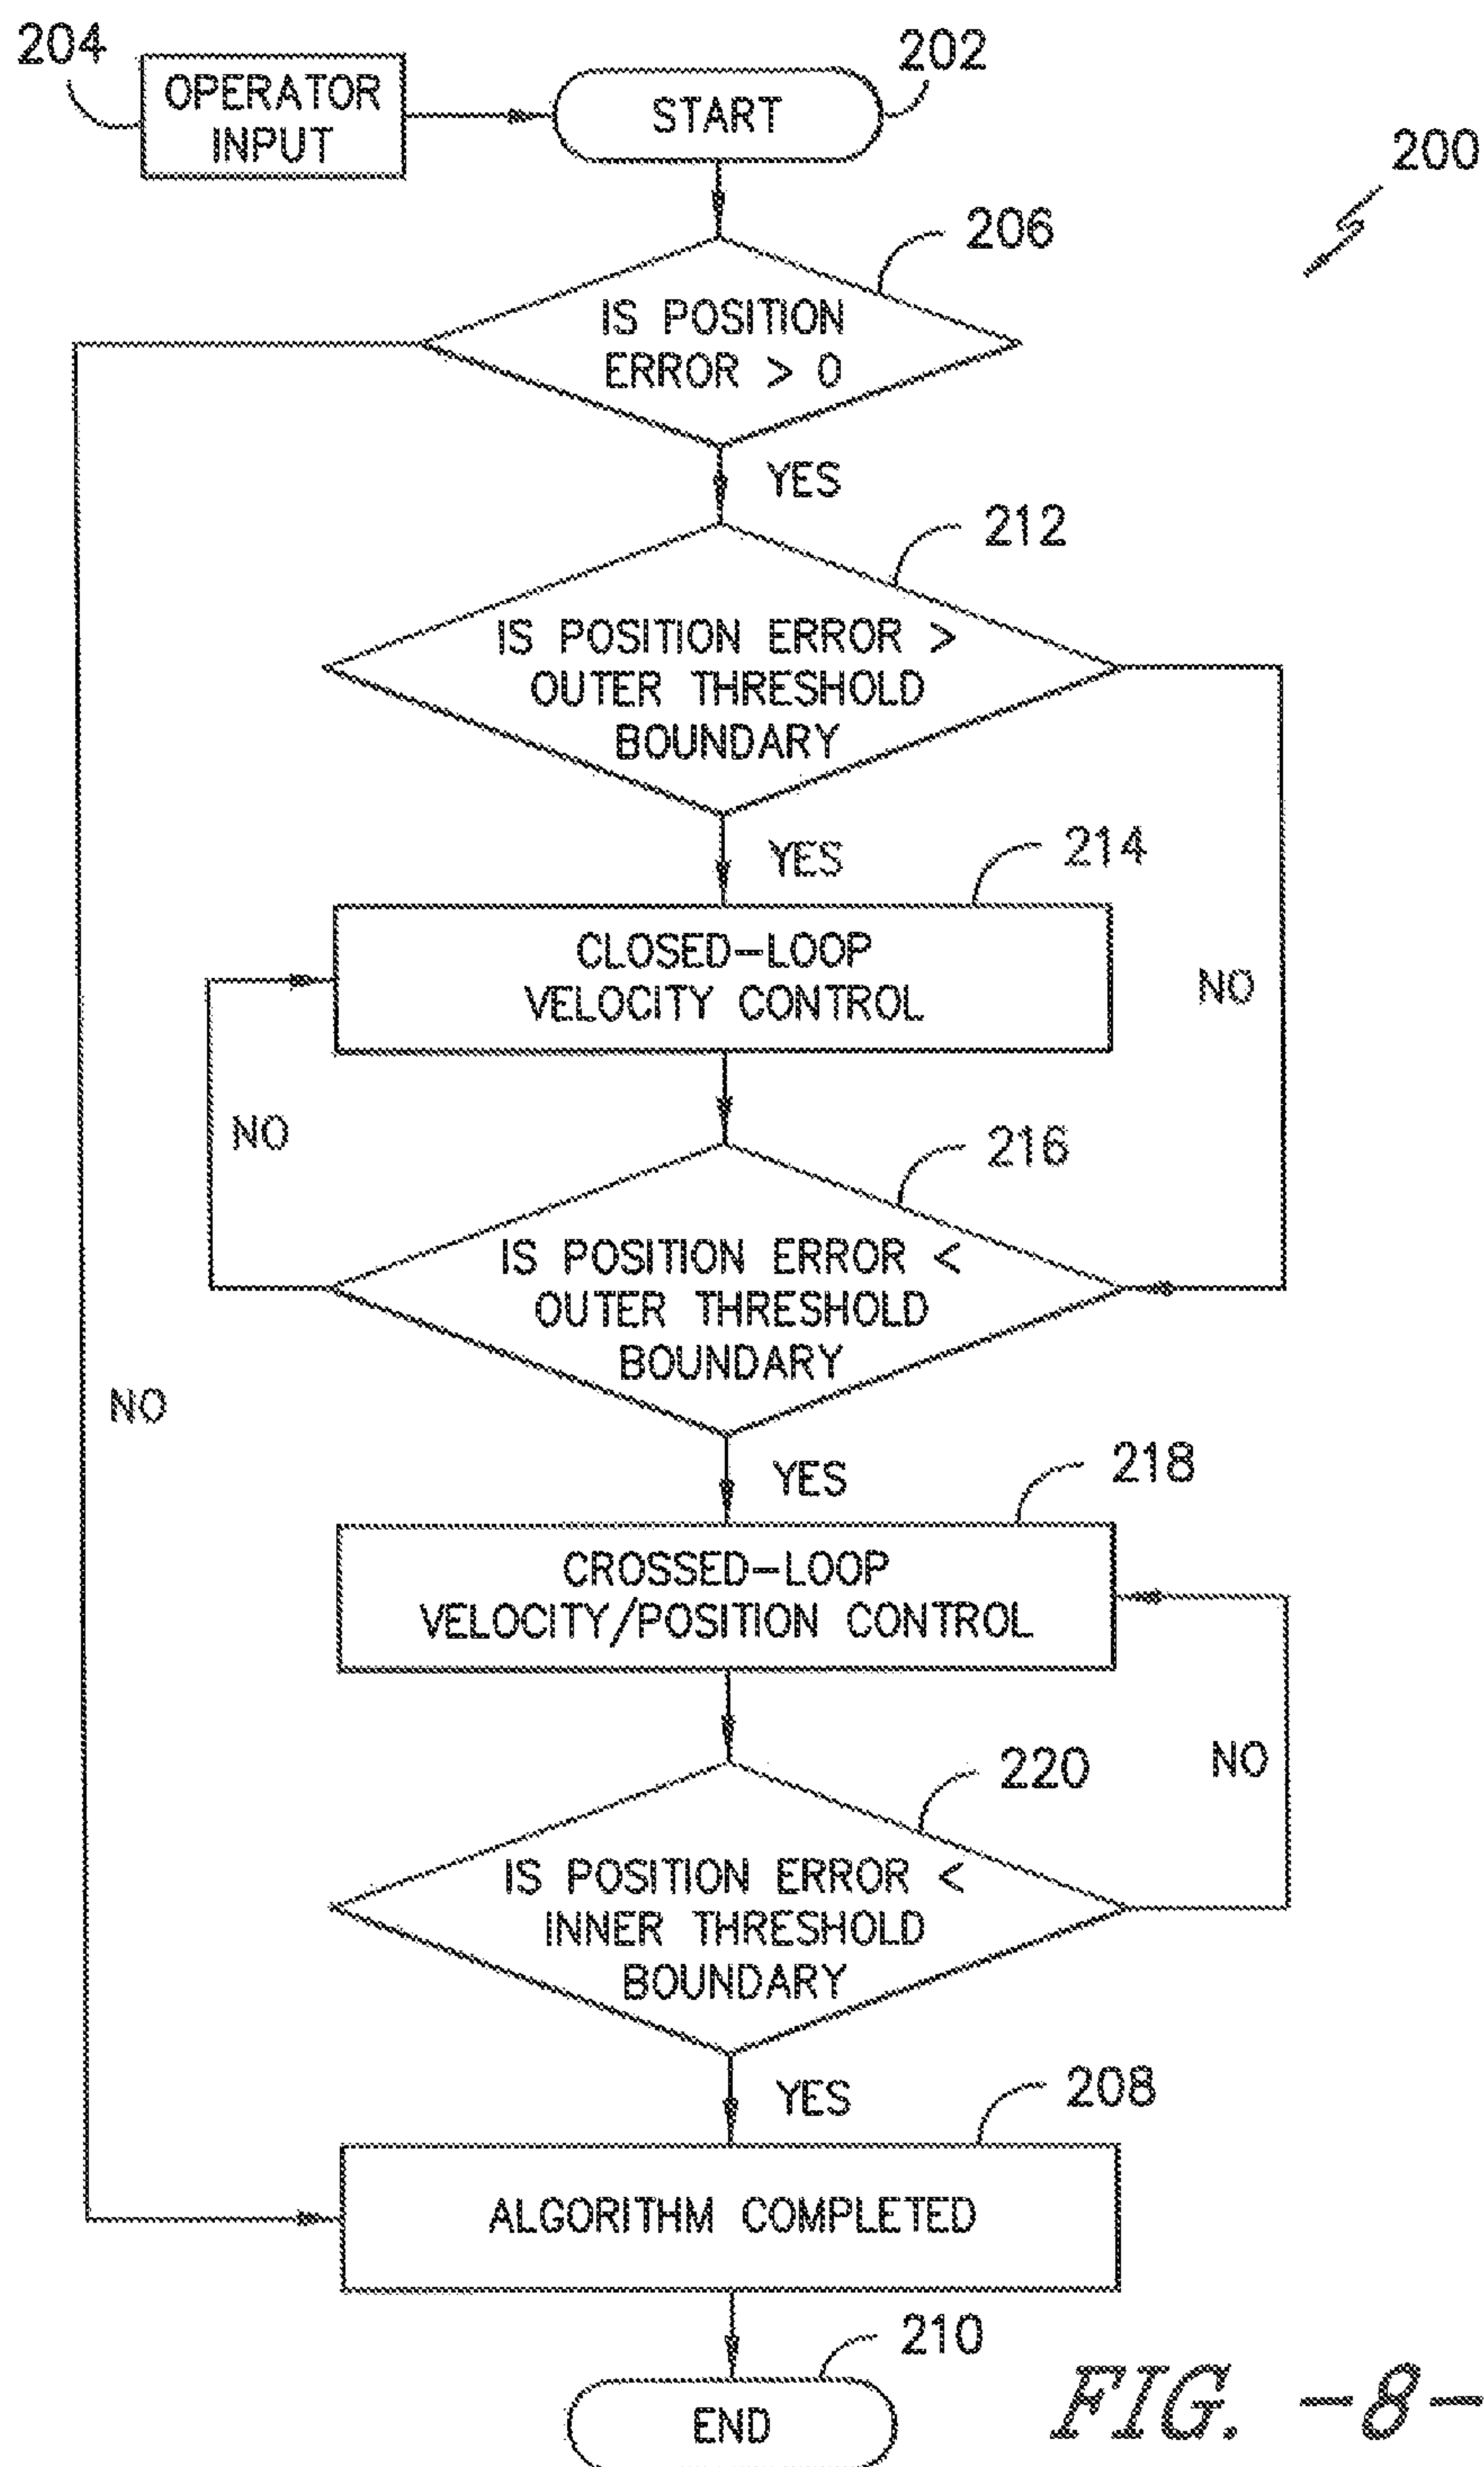 204
OPERATOR
INPUT
START
202
200
206
IS POSITION
ERROR > 0
YES
212
IS POSITION ERROR >
OUTER THRESHOLD
BOUNDARY
YES
214
CLOSED-LOOP
VELOCITY CONTROL
NO
NO
216
IS POSITION ERROR <
OUTER THRESHOLD
BOUNDARY
NO
YES
218
CROSSED-LOOP
VELOCITY/POSITION CONTROL
220
NO
IS POSITION ERROR <
INNER THRESHOLD
BOUNDARY
YES
208
ALGORITHM COMPLETED
210
END
FIG. -8-